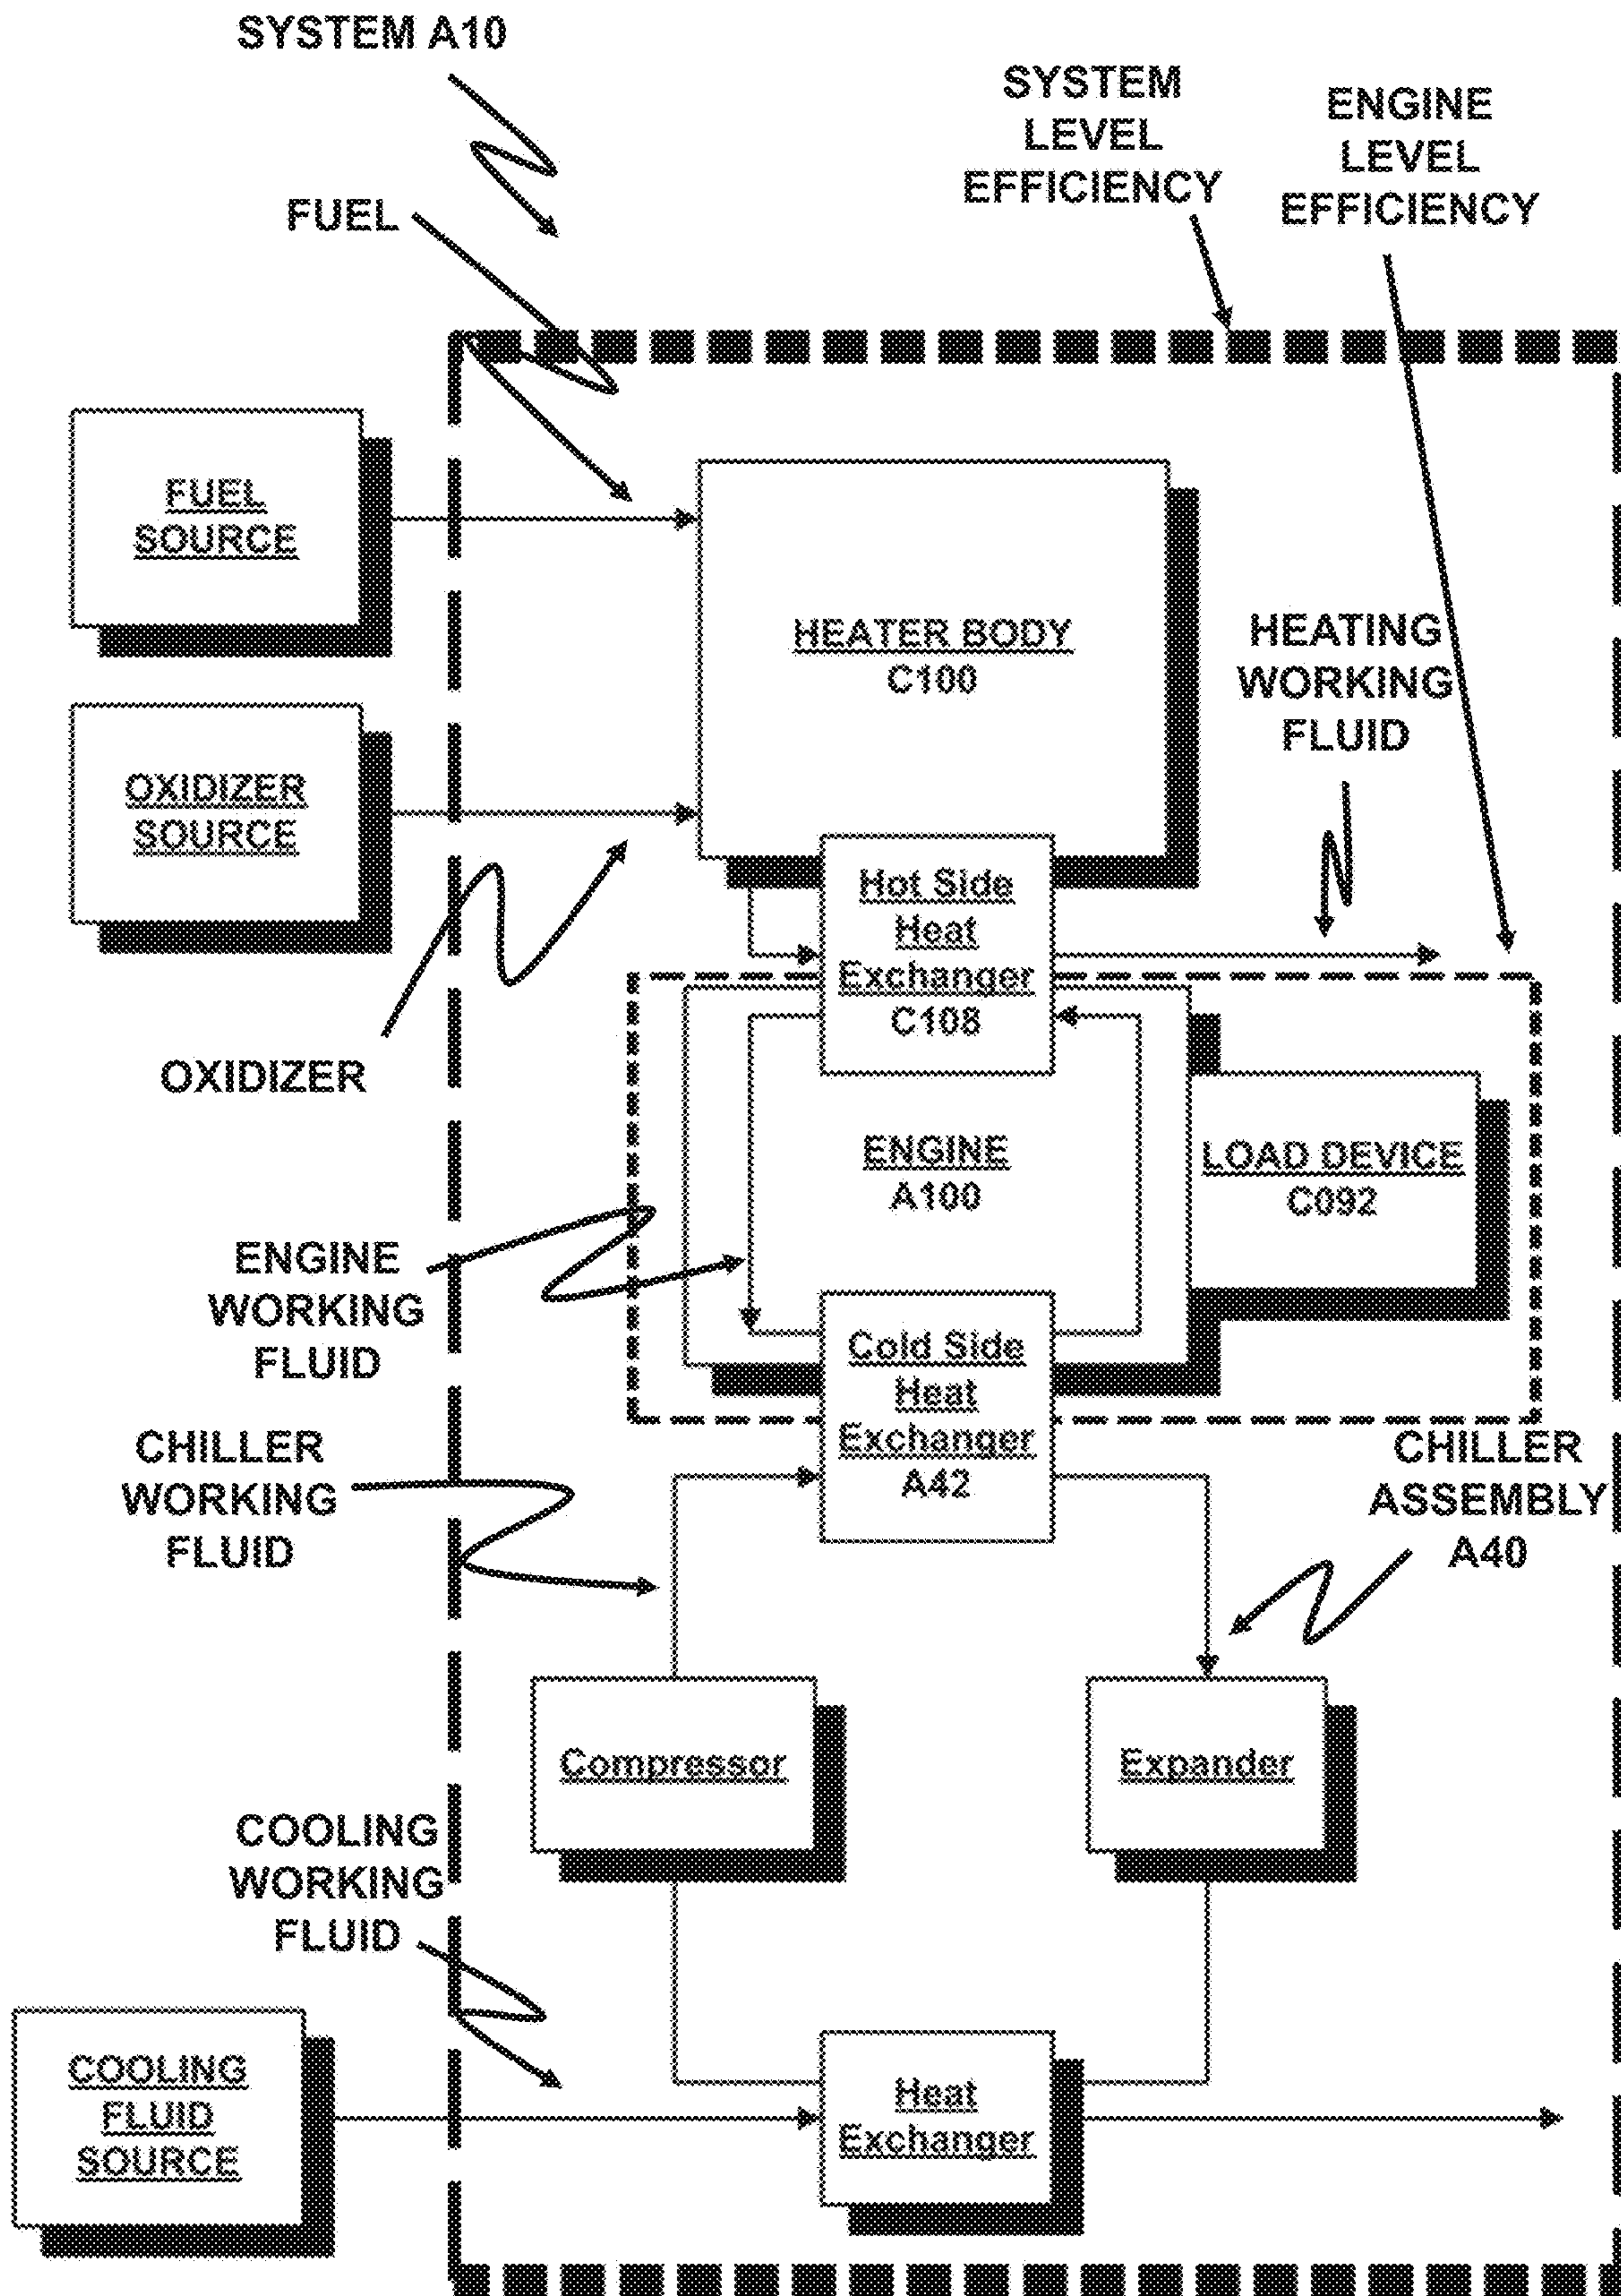 SYSTEM A10
SYSTEM
LEVEL
EFFICIENCY
ENGINE
LEVEL
EFFICIENCY
FUEL
FUEL
SOURCE
HEATER BODY
C100
HEATING
WORKING
FLUID
OXIDIZER
SOURCE
Hot Side
Heat
Exchanger
C108
OXIDIZER
ENGINE
A100
LOAD DEVICE
C092
ENGINE
WORKING
FLUID
Cold Side
Heat
Exchanger
A42
CHILLER
WORKING
FLUID
CHILLER
ASSEMBLY
A40
Compressor
Expander
COOLING
WORKING
FLUID
COOLING
FLUID
SOURCE
Heat
Exchanger